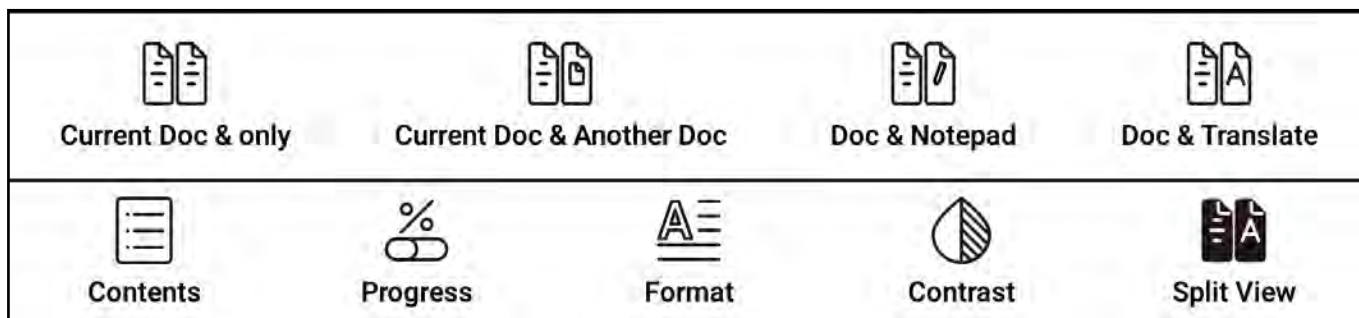 Current Doc & only Current Doc & Another Doc Doc & Notepad Doc & Translate
Contents Progress Format Contrast Split View